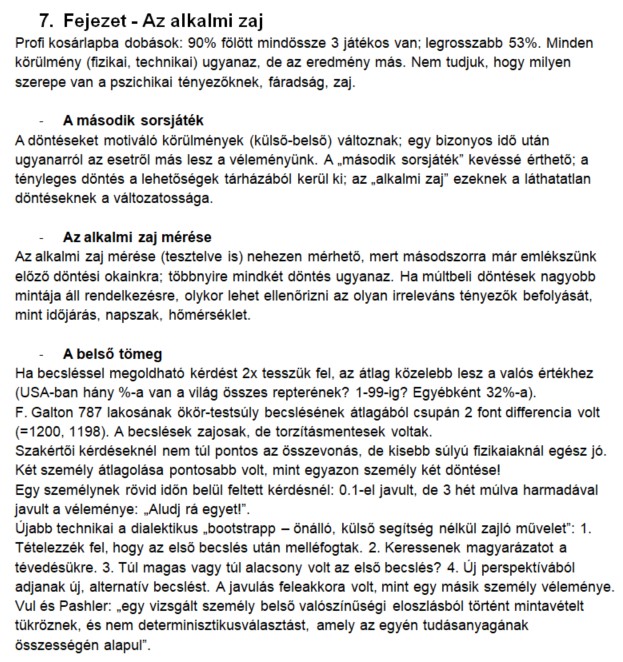 7. Fejezet - Az alkalmi zaj
Profi kosárlapba dobások: 90% fölött mindössze 3 játékos van; legrosszabb 53%. Minden
körülmény (fizikai, technikai) ugyanaz, de az eredmény más. Nem tudjuk, hogy milyen
szerepe van a pszichikai tényezőknek, fáradság, zaj.
- A második sorsjáték
A döntéseket motiváló körülmények (külső-belső) változnak; egy bizonyos idő után
ugyanarról az esetről más lesz a véleményünk. A „második sorsjáték” kevéssé érthető; a
tényleges döntés a lehetőségek tárházából kerül ki; az „alkalmi zaj” ezeknek a láthatatlan
döntéseknek a változatossága.
- Az alkalmi zaj mérése
Az alkalmi zaj mérése (tesztelve is) nehezen mérhető, mert másodszorra már emlékszünk
előző döntési okainkra; többnyire mindkét döntés ugyanaz. Ha múltbeli döntések nagyobb
mintája áll rendelkezésre, olykor lehet ellenőrizni az olyan irreleváns tényezők befolyását,
mint időjárás, napszak, hőmérséklet.
- A belső tömeg
Ha becsléssel megoldható kérdést 2x tesszük fel, az átlag közelebb lesz a valós értékhez
(USA-ban hány %-a van a világ összes repterének? 1-99-ig? Egyébként 32%-a).
F. Galton 787 lakosának ökör-testsúly becslésének átlagából csupán 2 font differencia volt
(=1200, 1198). A becslések zajosak, de torzításmentesek voltak.
Szakértői kérdéseknél nem túl pontos az összevonás, de kisebb súlyú fizikaiaknál egész jó.
Két személy átlagolása pontosabb volt, mint egyazon személy két döntése!
Egy személynek rövid időn belül feltett kérdésnél: 0.1-el javult, de 3 hét múlva harmadával
javult a véleménye: „Aludj rá egyet!”.
Újabb technikai a dialektikus „bootstrapp – önálló, külső segítség nélkül zajló művelet”: 1.
Tételezzék fel, hogy az első becslés után mellé­fogtak. 2. Keressenek magyarázatot a
tévedésükre. 3. Túl magas vagy túl alacsony volt az első becslés? 4. Új perspektívából
adjanak új, alternatív becslést. A javulás feleakkora volt, mint egy másik személy véleménye.
Vul és Pashler: „egy vizsgált személy belső valószínűségi eloszlásból történt mintavételt
tükröznek, és nem determinisztikusválasztást, amely az egyén tudásanyagának
összességén alapul”.